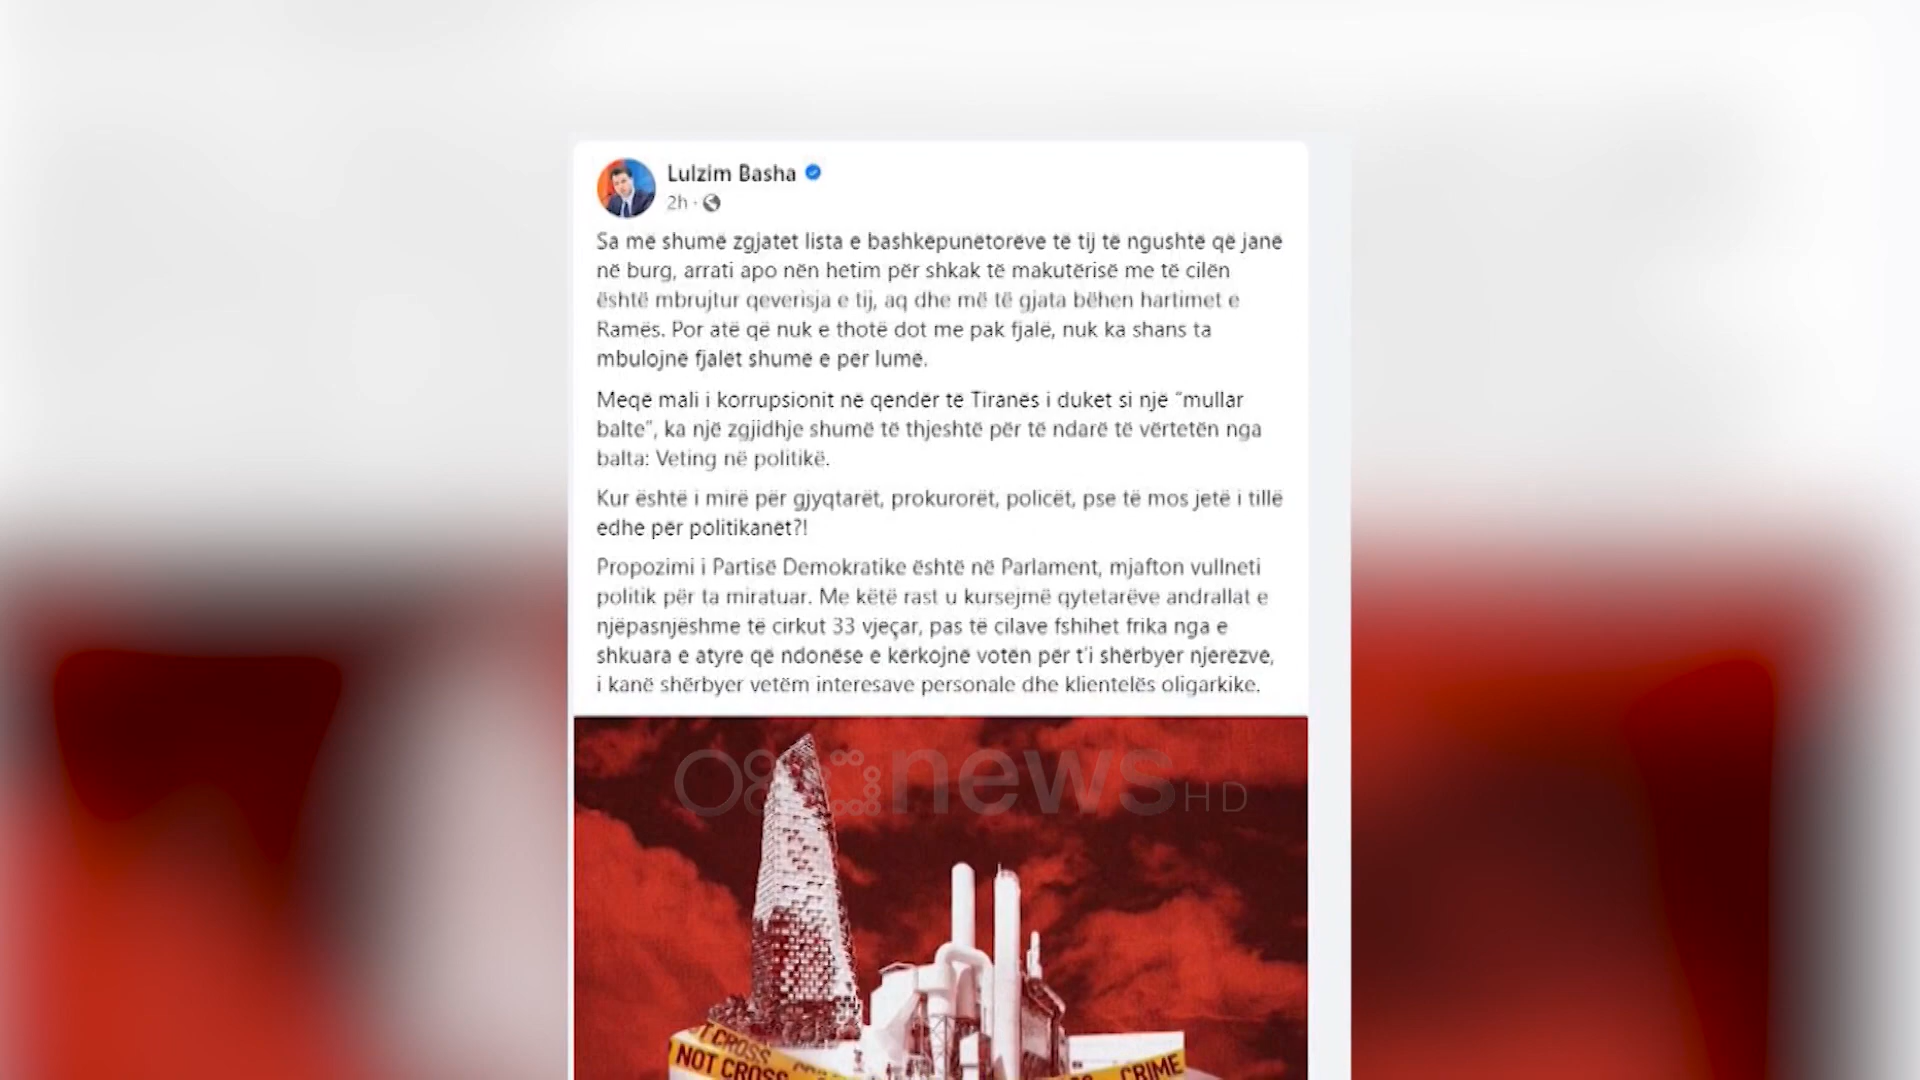 Lulzim Basha
2h ·
Sa më shumë zgjatet lista e bashkëpunëtorëve të tij të ngushtë që janë
në burg, arrati apo nën hetim për shkak të makutërisë me të cilën
është mbrujtur qeverisja e tij, aq dhe më të gjata bëhen hartimet e
Ramës. Por atë që nuk e thotë dot me pak fjalë, nuk ka shans ta
mbulojnë fjalët shumë e për lumë.
Meqë mali i korrupsionit në qendër të Tiranës i duket si një "mullar
balte", ka një zgjidhje shumë të thjeshtë për të ndarë të vërtetën nga
balta: Veting në politikë.
Kur është i mirë për gjyqtarët, prokurorët, policët, pse të mos jetë i tillë
edhe për politikanët?!
Propozimi i Partisë Demokratike është në Parlament, mjafton vullneti
politik për ta miratuar. Me këtë rast u kursejmë qytetarëve andrallat e
njëpasnjëshme të cirkut 33 vjeçar, pas të cilave fshihet frika nga e
shkuara e atyre që ndonëse e kërkojnë votën për t'i shërbyer njerëzve,
i kanë shërbyer vetëm interesave personale dhe klientelës oligarkike.
news HD
T CROSS
NOT CROSS
CRIME